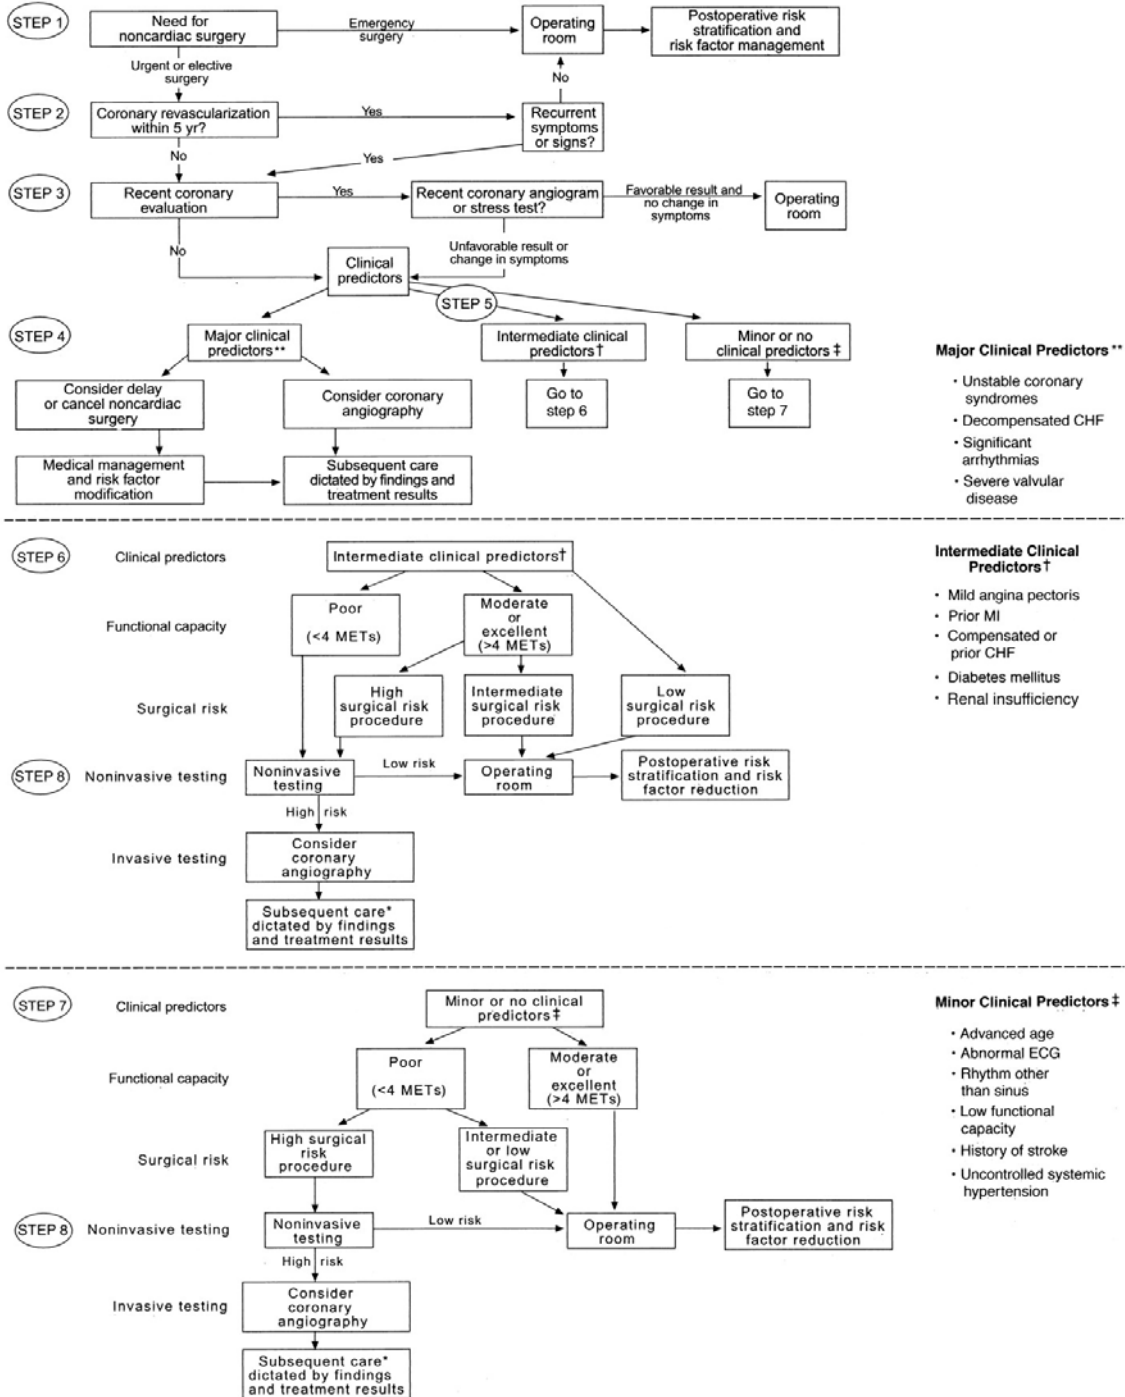 STEP 1
Need for
noncardiac surgery
Emergency
surgery
Operating
room
Postoperative risk
stratification and
risk factor management
Urgent or elective
surgery
No
STEP 2
Coronary revascularization
within 5 yr?
Yes
Recurrent
symptoms
or signs?
No
Yes
STEP 3
Recent coronary
evaluation
Yes
Recent coronary angiogram
or stress test?
Favorable result and
no change in
symptoms
Operating
room
No
Unfavorable result or
change in symptoms
Clinical
predictors
STEP 5
STEP 4
Major clinical
predictors**
Intermediate clinical
predictors†
Minor or no
clinical predictors ‡
Consider delay
or cancel noncardiac
surgery
Consider coronary
angiography
Go to
step 6
Go to
step 7
Medical management
and risk factor
modification
Subsequent care
dictated by findings and
treatment results
Major Clinical Predictors **
· Unstable coronary
syndromes
· Decompensated CHF
· Significant
arrhythmias
· Severe valvular
disease
STEP 6
Clinical predictors
Intermediate clinical predictors†
Functional capacity
Poor
(<4 METs)
Moderate
or
excellent
(>4 METs)
Surgical risk
High
surgical risk
procedure
Intermediate
surgical risk
procedure
Low
surgical risk
procedure
STEP 8
Noninvasive testing
Noninvasive
testing
Low risk
Operating
room
Postoperative risk
stratification and risk
factor reduction
High risk
Invasive testing
Consider
coronary
angiography
Subsequent care*
dictated by findings
and treatment results
Intermediate Clinical
Predictors†
· Mild angina pectoris
· Prior MI
· Compensated or
prior CHF
· Diabetes mellitus
· Renal insufficiency
STEP 7
Clinical predictors
Minor or no clinical
predictors‡
Functional capacity
Poor
(<4 METs)
Moderate
or
excellent
(>4 METs)
Surgical risk
High surgical
risk
procedure
Intermediate
or low
surgical risk
procedure
STEP 8
Noninvasive testing
Noninvasive
testing
Low risk
Operating
room
Postoperative risk
stratification and risk
factor reduction
High risk
Invasive testing
Consider
coronary
angiography
Subsequent care*
dictated by findings
and treatment results
Minor Clinical Predictors ‡
· Advanced age
· Abnormal ECG
· Rhythm other
than sinus
· Low functional
capacity
· History of stroke
· Uncontrolled systemic
hypertension